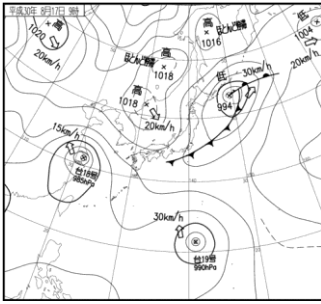 平成30年 8月17日 9時
高
1020
20km/h
高
ほとんど停滞
1018
高
ほとんど停滞
1016
低
1004
20km/h
低
994
30km/h
高
1018
20km/h
15km/h
台18号
985hPa
30km/h
台19号
990hPa